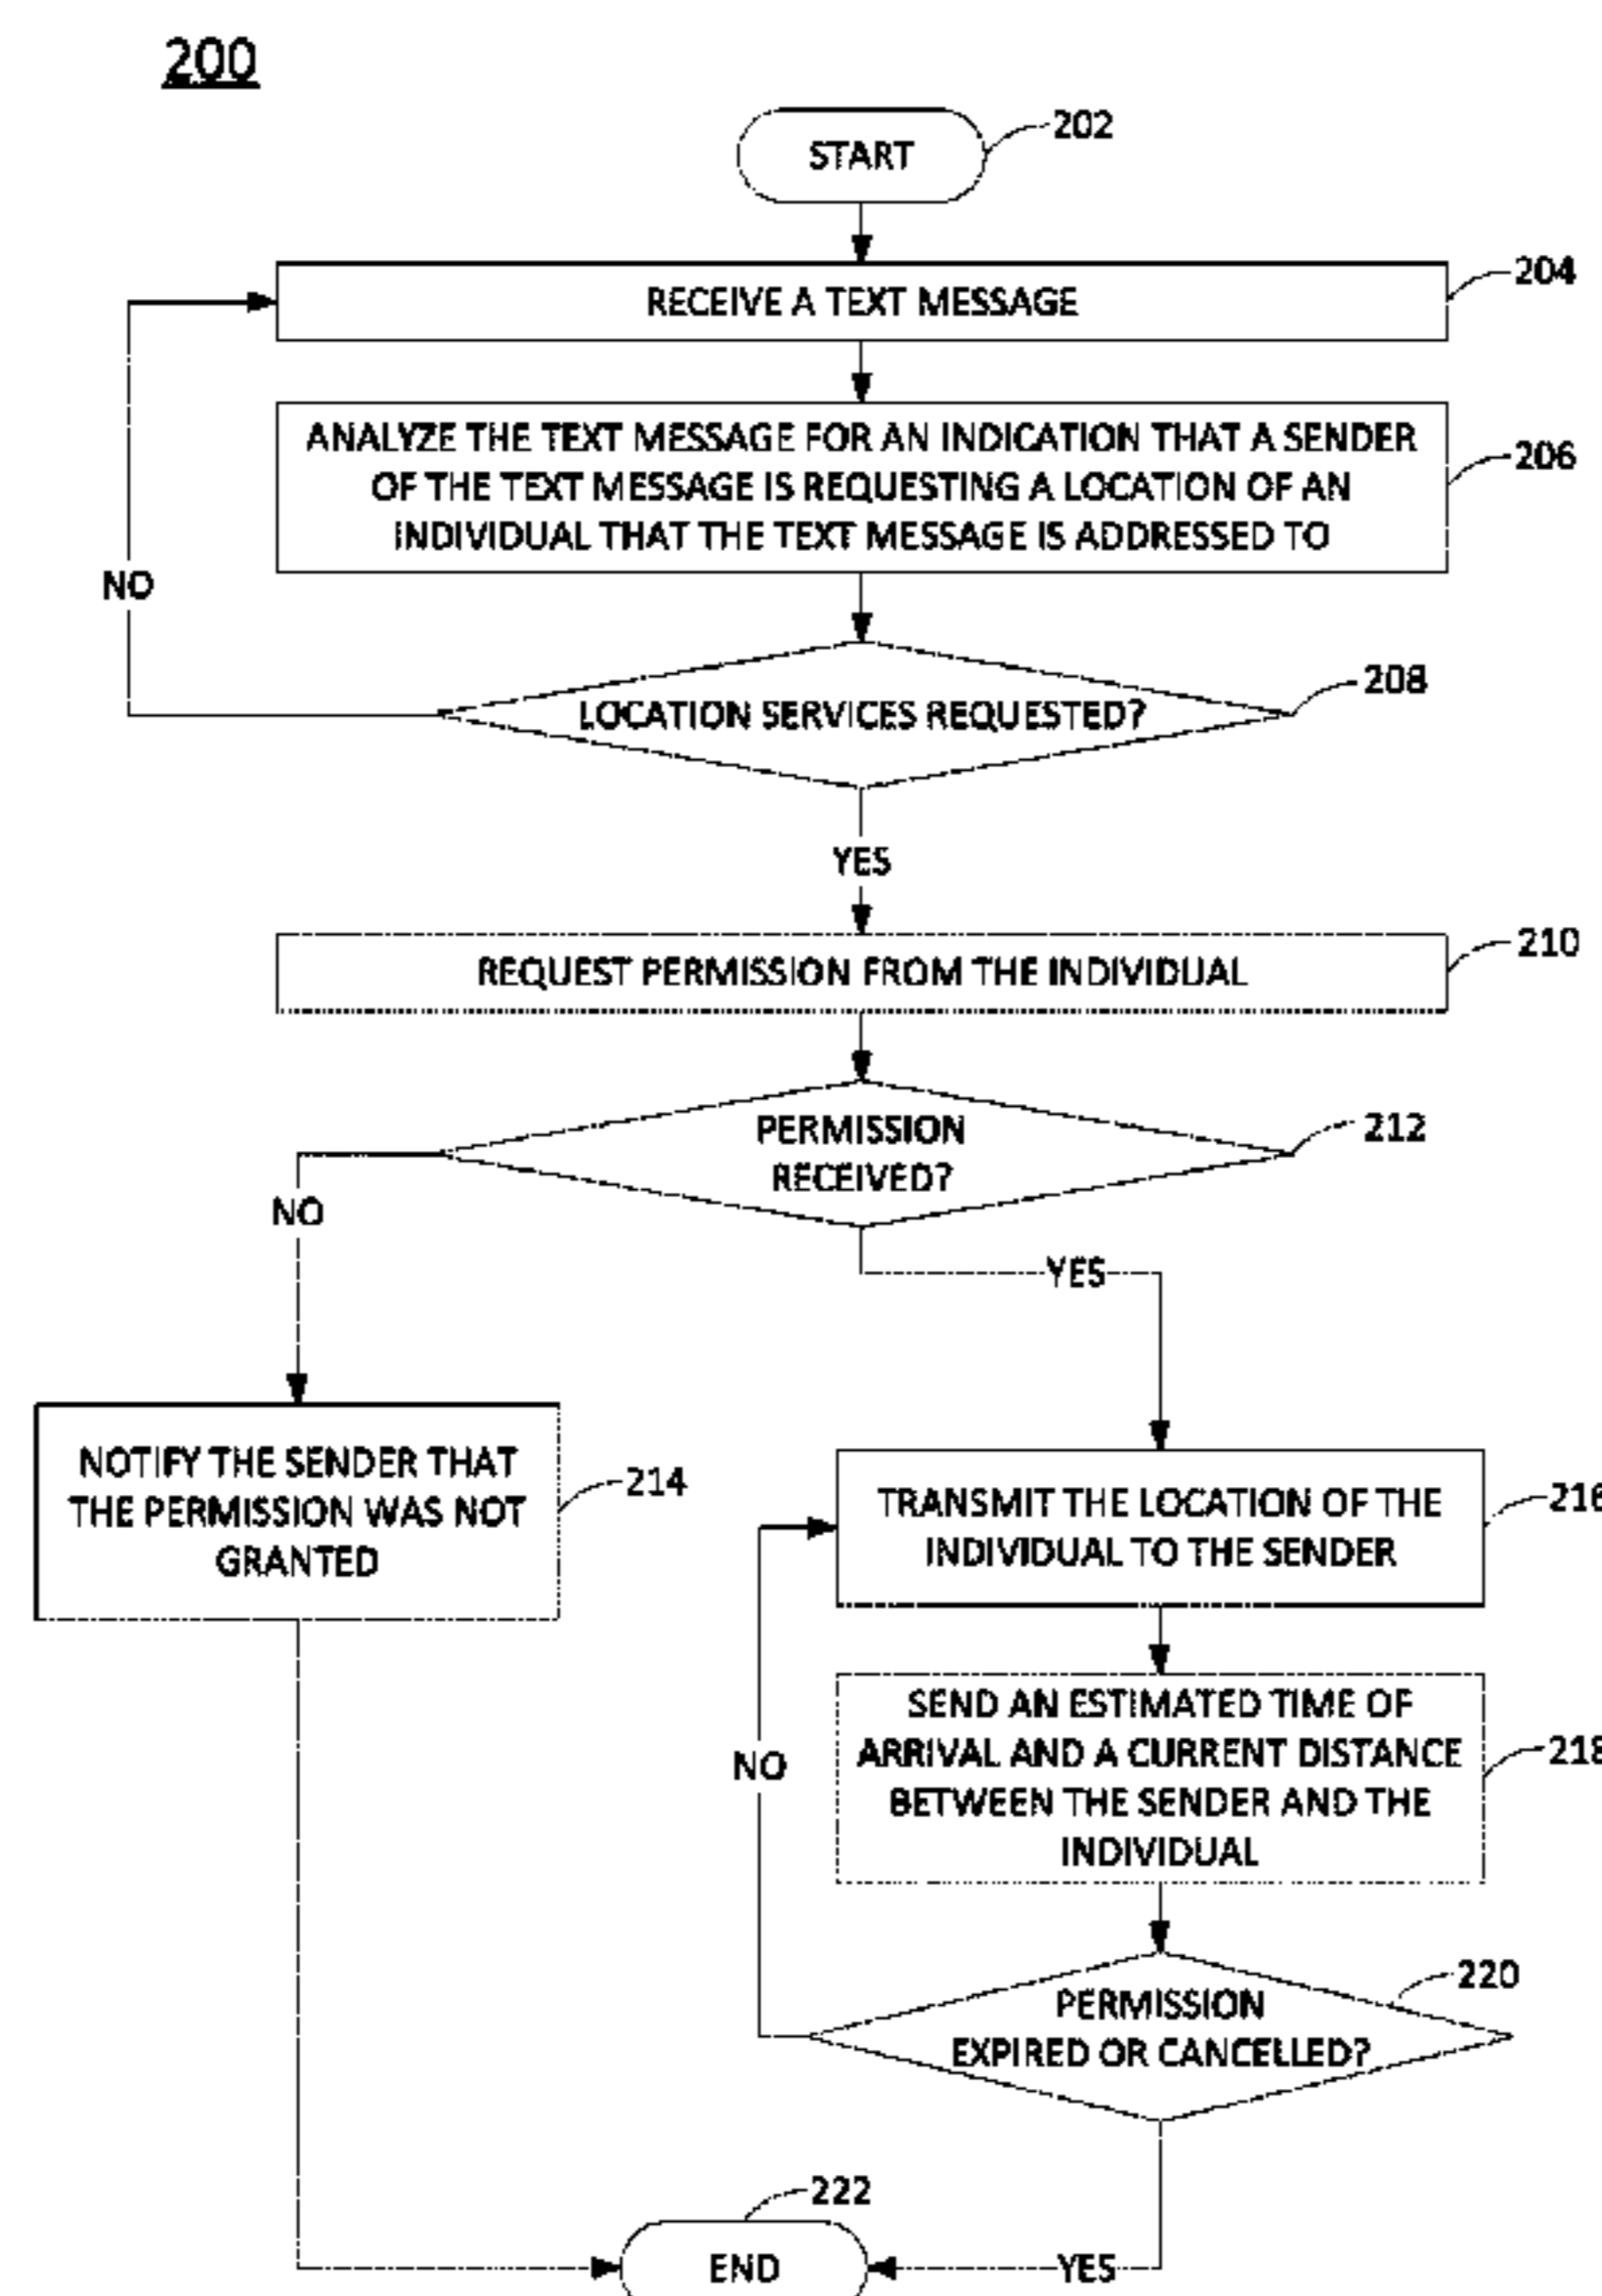 200
START
202
RECEIVE A TEXT MESSAGE
204
ANALYZE THE TEXT MESSAGE FOR AN INDICATION THAT A SENDER
OF THE TEXT MESSAGE IS REQUESTING A LOCATION OF AN
INDIVIDUAL THAT THE TEXT MESSAGE IS ADDRESSED TO
206
NO
LOCATION SERVICES REQUESTED?
208
YES
REQUEST PERMISSION FROM THE INDIVIDUAL
210
PERMISSION
RECEIVED?
212
NO
YES
NOTIFY THE SENDER THAT
THE PERMISSION WAS NOT
GRANTED
214
TRANSMIT THE LOCATION OF THE
INDIVIDUAL TO THE SENDER
216
SEND AN ESTIMATED TIME OF
ARRIVAL AND A CURRENT DISTANCE
BETWEEN THE SENDER AND THE
INDIVIDUAL
218
NO
PERMISSION
EXPIRED OR CANCELLED?
220
222
END
YES